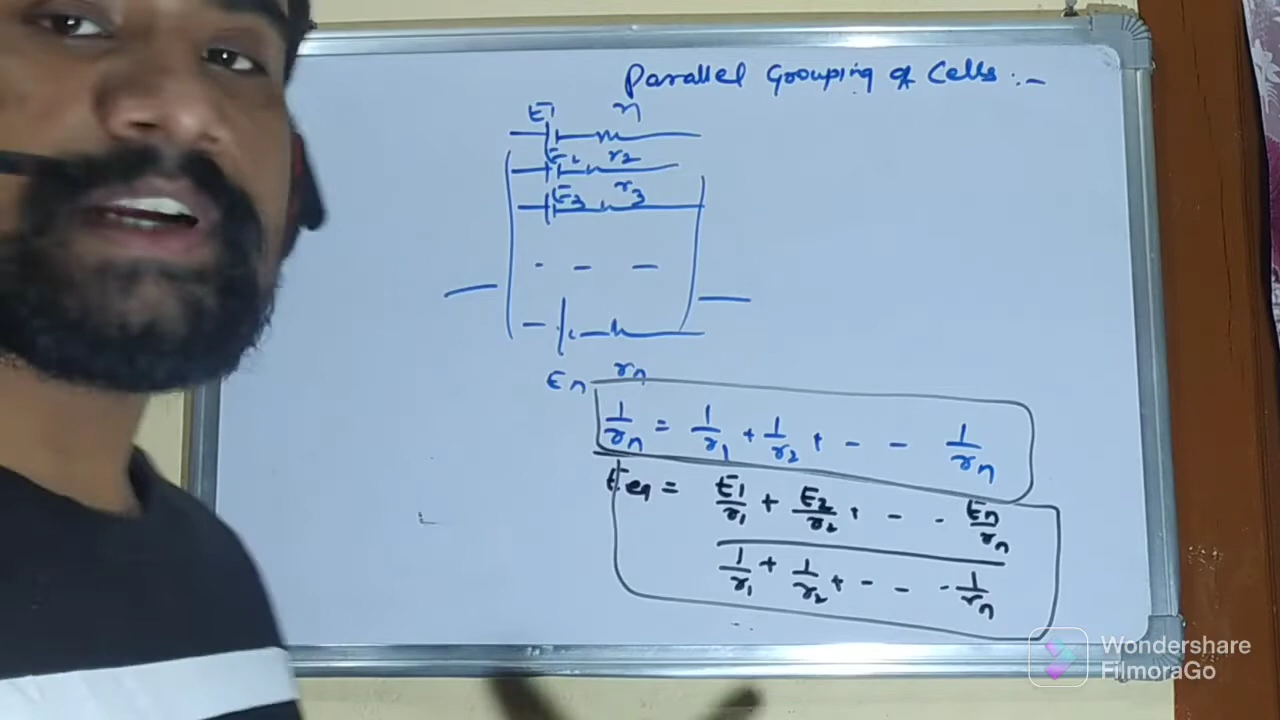 Parallel Grouping of Cells :-
E1 r1
E2 r2
E3 r3
- - -
En rn
1/rn = 1/r1 + 1/r2 + - - 1/rn
Eeq = E1/r1 + E2/r2 + - - En/rn
1/r1 + 1/r2 + - - - 1/rn
Wondershare
FilmoraGo